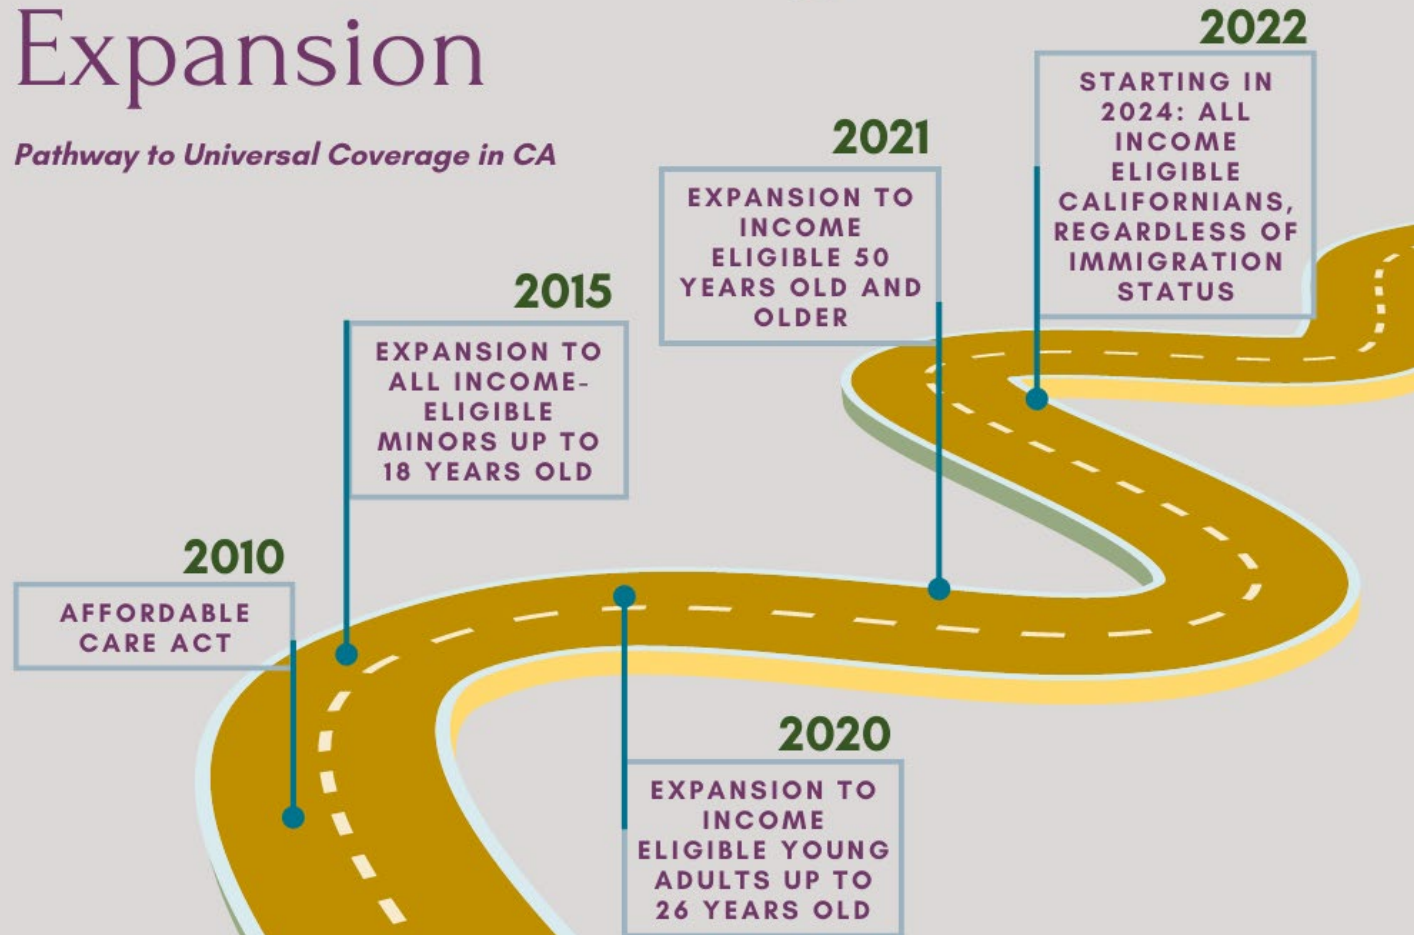 Expansion
Pathway to Universal Coverage in CA
2010
AFFORDABLE
CARE ACT
2015
EXPANSION TO
ALL INCOME-
ELIGIBLE
MINORS UP TO
18 YEARS OLD
2020
EXPANSION TO
INCOME
ELIGIBLE YOUNG
ADULTS UP TO
26 YEARS OLD
2021
EXPANSION TO
INCOME
ELIGIBLE 50
YEARS OLD AND
OLDER
2022
STARTING IN
2024: ALL
INCOME
ELIGIBLE
CALIFORNIANS,
REGARDLESS OF
IMMIGRATION
STATUS